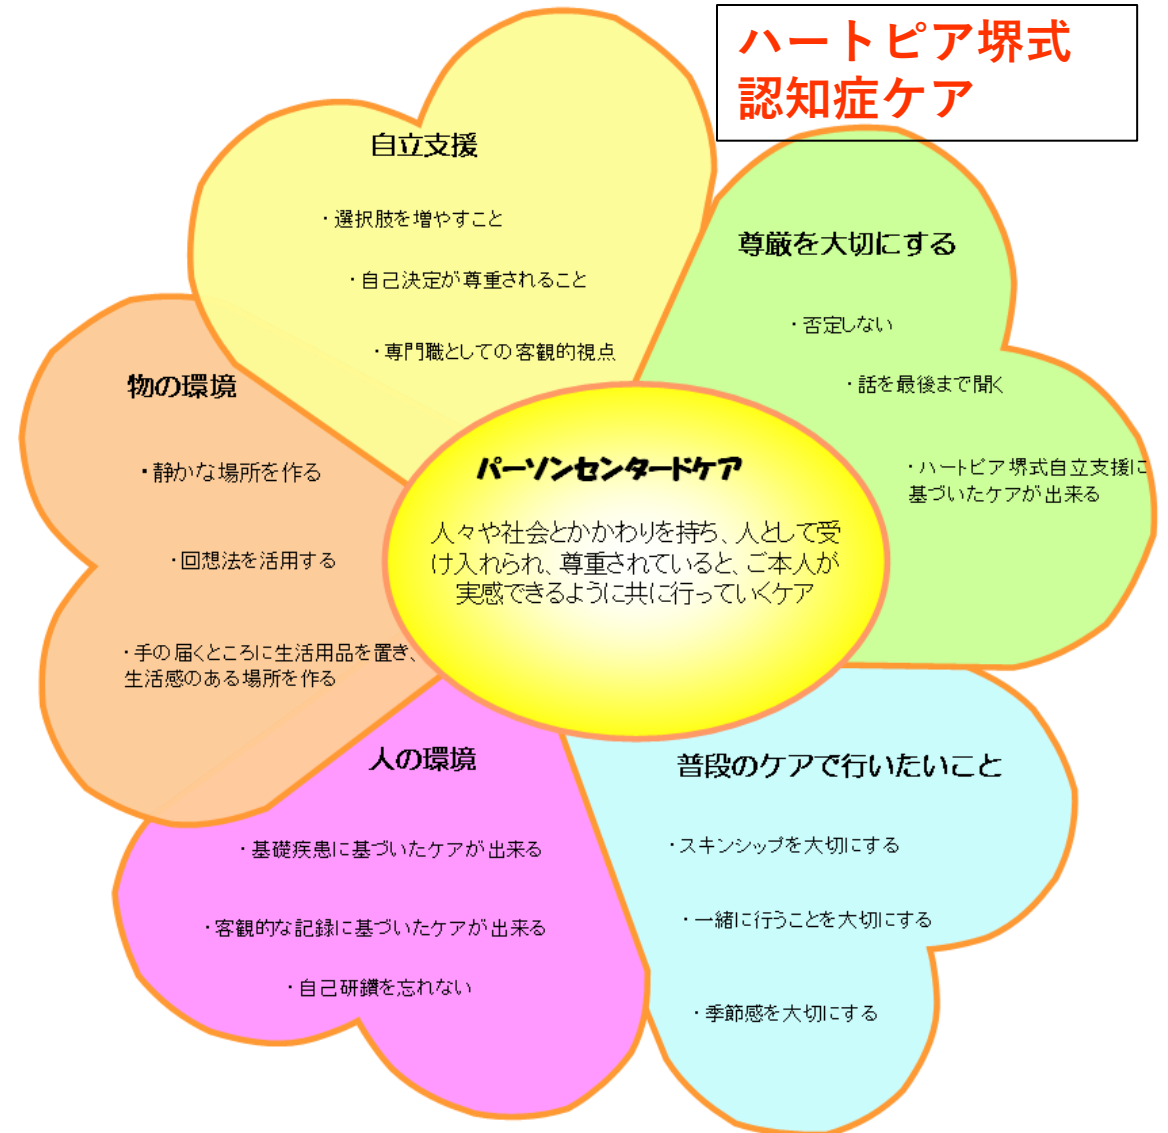 ハートピア堺式
認知症ケア
自立支援
・選択肢を増やすこと
・自己決定が尊重されること
・専門職としての客観的視点
尊厳を大切にする
・否定しない
・話を最後まで聞く
・ハートピア堺式自立支援に
基づいたケアが出来る
物の環境
・静かな場所を作る
・回想法を活用する
・手の届くところに生活用品を置き、
生活感のある場所を作る
パーソンセンタードケア
人々や社会とかかわりを持ち、人として受
け入れられ、尊重されていると、ご本人が
実感できるように共に行っていくケア
人の環境
・基礎疾患に基づいたケアが出来る
・客観的な記録に基づいたケアが出来る
・自己研鑽を忘れない
普段のケアで行いたいこと
・スキンシップを大切にする
・一緒に行うことを大切にする
・季節感を大切にする